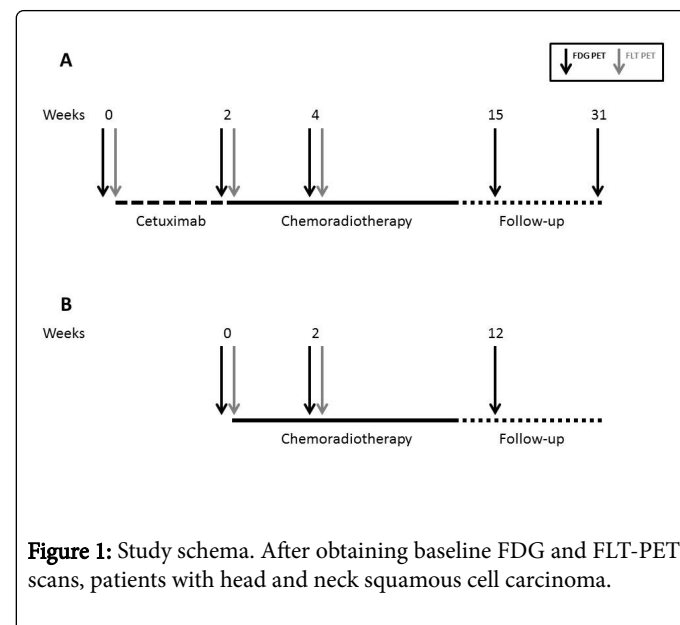 FDG PET FLT PET
A
Weeks 0 2 4 15 31
Cetuximab Chemoradiotherapy Follow-up
B
Weeks 0 2 12
Chemoradiotherapy Follow-up
Figure 1: Study schema. After obtaining baseline FDG and FLT-PET
scans, patients with head and neck squamous cell carcinoma.